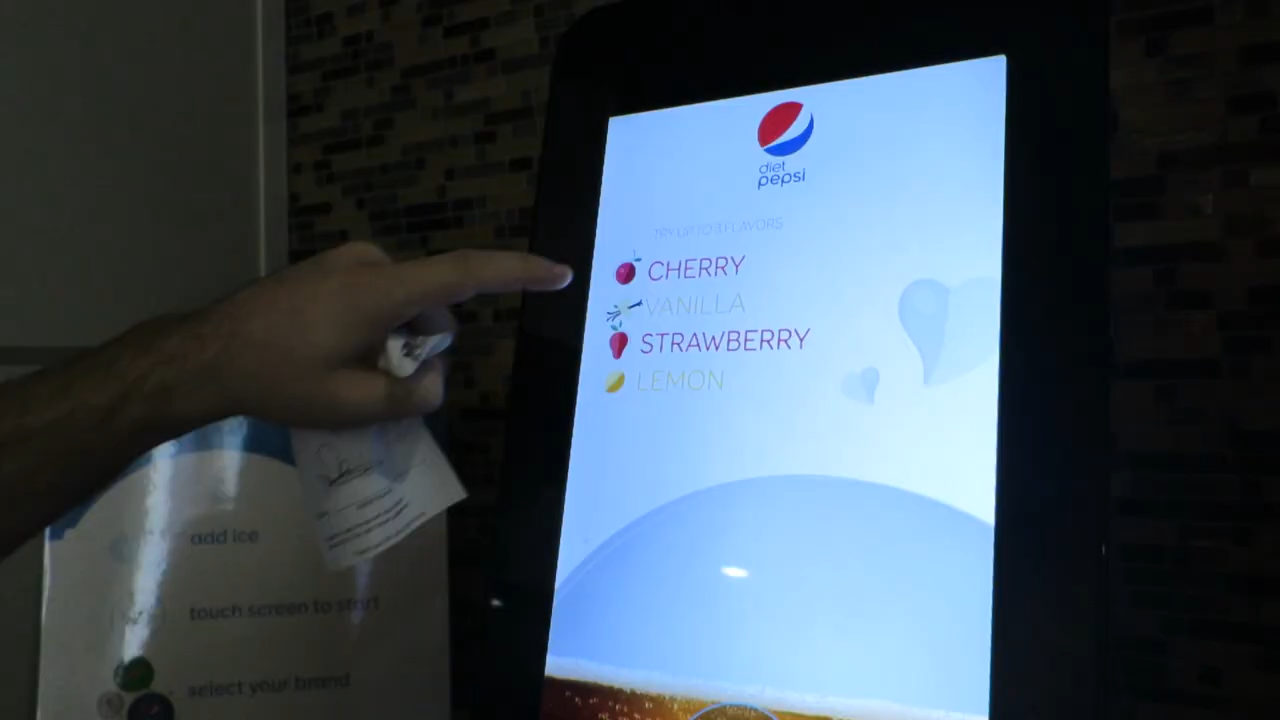 diet
pepsi
TRY UP TO 3 FLAVORS
CHERRY
VANILLA
STRAWBERRY
LEMON
add ice
touch screen to start
select your brand